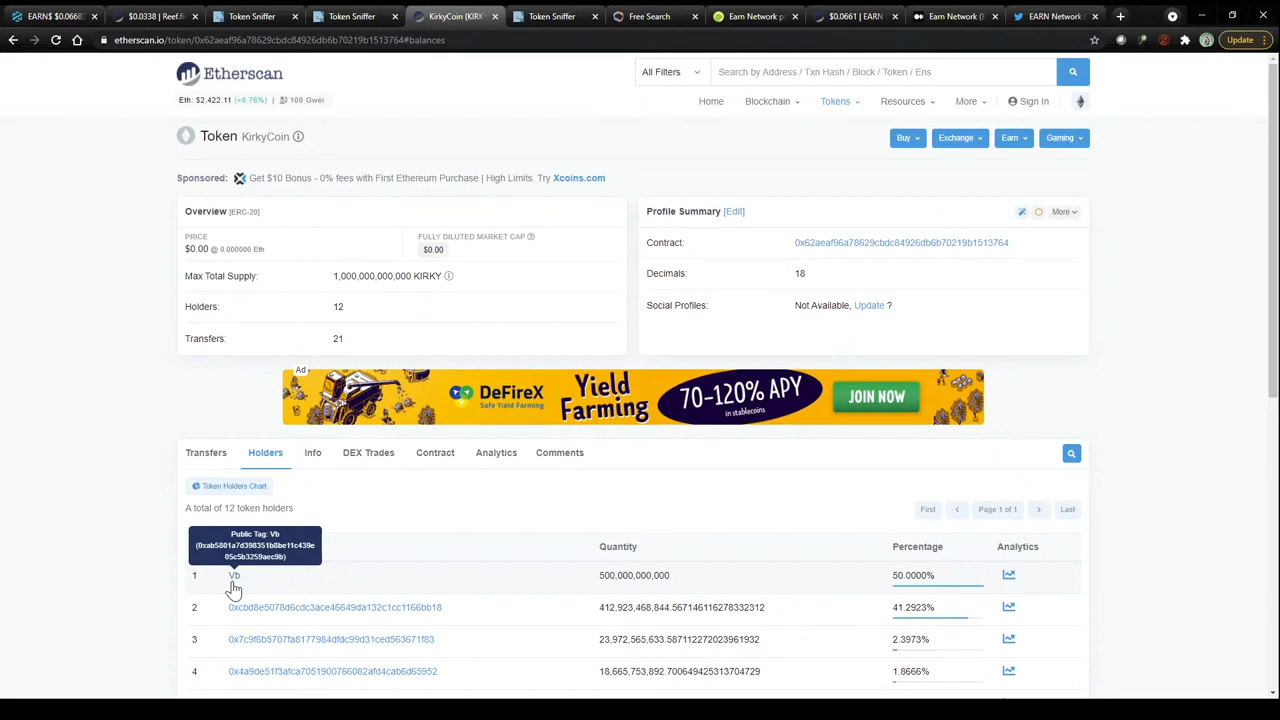 EARN$ $0.0668
$0.0338 | Reef.fi
Token Sniffer
Token Sniffer
KirkyCoin (KIRKY
Token Sniffer
Free Search
Earn Network p
$0.0661 | EARN
Earn Network (E
EARN Network
etherscan.io/token/0x62aeaf96a78629cbdc84926db6b70219b1513764#balances
Update
Etherscan
All Filters
Search by Address / Txn Hash / Block / Token / Ens
Eth: $2,422.11 (+0.76%) | 100 Gwei
Home Blockchain Tokens Resources More Sign In
Token KirkyCoin
Buy Exchange Earn Gaming
Sponsored: Get $10 Bonus - 0% fees with First Ethereum Purchase | High Limits. Try Xcoins.com
Overview [ERC-20]
PRICE
$0.00 @ 0.000000 Eth
FULLY DILUTED MARKET CAP
$0.00
Max Total Supply: 1,000,000,000,000 KIRKY
Holders: 12
Transfers: 21
Profile Summary [Edit]
More
Contract: 0x62aeaf96a78629cbdc84926db6b70219b1513764
Decimals: 18
Social Profiles: Not Available, Update ?
Ad
DeFireX
Safe Yield Farming
Yield
Farming
70-120% APY
in stablecoins
JOIN NOW
Transfers Holders Info DEX Trades Contract Analytics Comments
Token Holders Chart
A total of 12 token holders
First Page 1 of 1 Last
Public Tag: Vb
(0xab5801a7d398351b8be11c439e
05c5b3259aec9b)
Quantity Percentage Analytics
1 Vb 500,000,000,000 50.0000%
2 0xcbd8e5078d6cdc3ace46649da132c1cc1166bb18 412,923,468,844.567146116278332312 41.2923%
3 0x7c9f6b5707fa8177984dfdc99d31ced563671f83 23,972,565,633.587112272023961932 2.3973%
4 0x4a9de51f3afca7051900766082afd4cab6d65952 18,665,753,892.700649425313704729 1.8666%